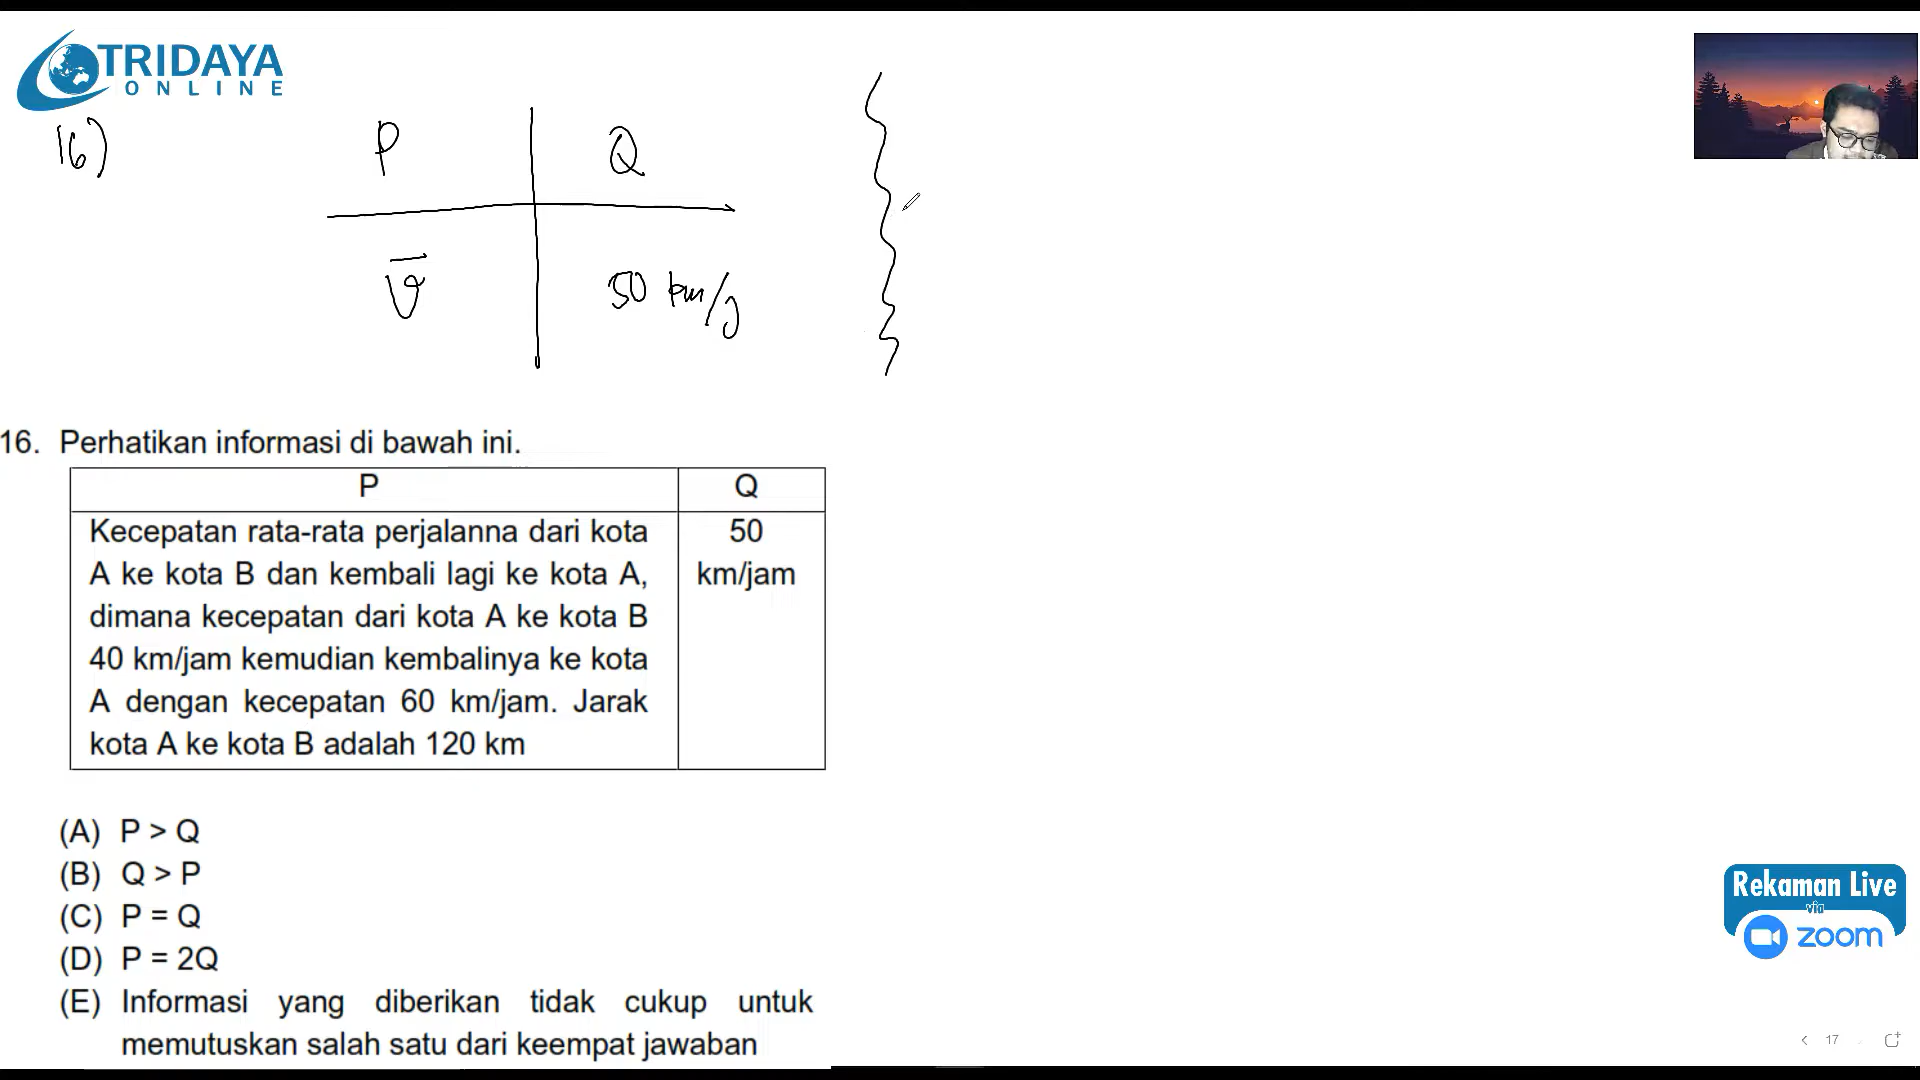 TRIDAYA
ONLINE
16)
P Q
v̅ 50 km/j
16. Perhatikan informasi di bawah ini.
P Q
Kecepatan rata-rata perjalanna dari kota 50
A ke kota B dan kembali lagi ke kota A, km/jam
dimana kecepatan dari kota A ke kota B
40 km/jam kemudian kembalinya ke kota
A dengan kecepatan 60 km/jam. Jarak
kota A ke kota B adalah 120 km
(A) P > Q
(B) Q > P
(C) P = Q
(D) P = 2Q
(E) Informasi yang diberikan tidak cukup untuk
memutuskan salah satu dari keempat jawaban
Rekaman Live
via
zoom
17